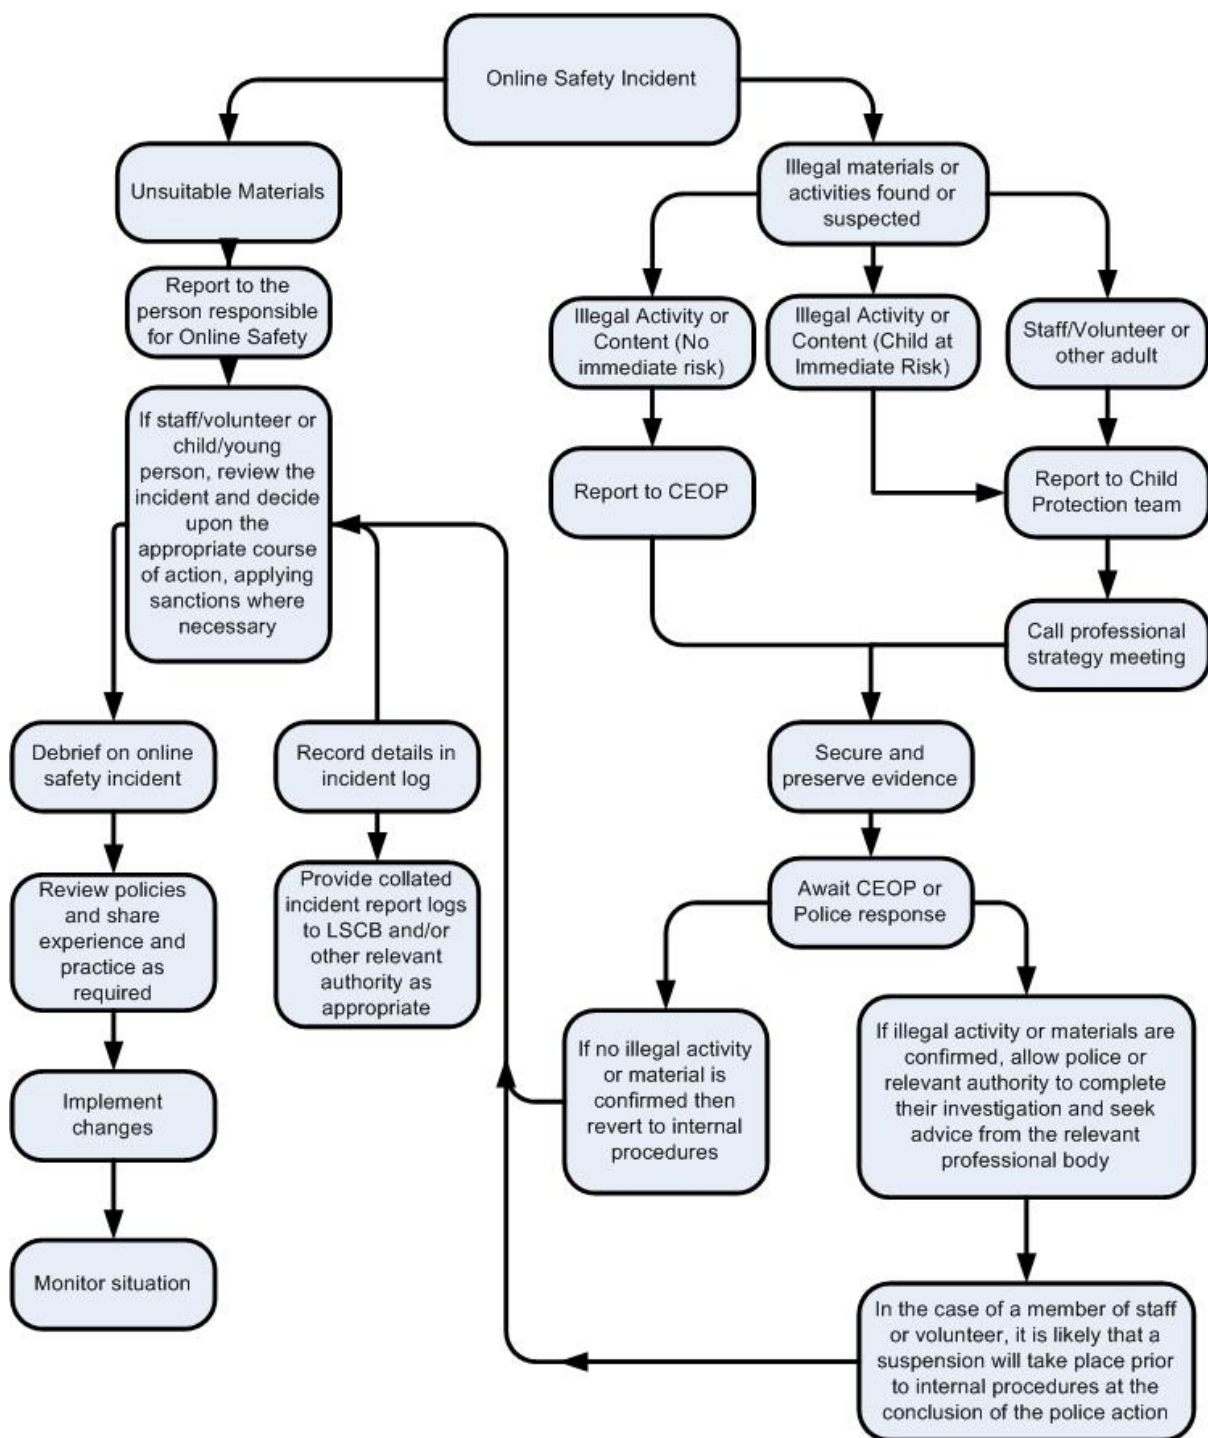 Online Safety Incident
Unsuitable Materials
Report to the
person responsible
for Online Safety
If staff/volunteer or
child/young
person, review the
incident and decide
upon the
appropriate course
of action, applying
sanctions where
necessary
Debrief on online
safety incident
Review policies
and share
experience and
practice as
required
Implement
changes
Monitor situation
Record details in
incident log
Provide collated
incident report logs
to LSCB and/or
other relevant
authority as
appropriate
Illegal materials or
activities found or
suspected
Illegal Activity or
Content (No
immediate risk)
Illegal Activity or
Content (Child at
Immediate Risk)
Staff/Volunteer or
other adult
Report to CEOP
Report to Child
Protection team
Call professional
strategy meeting
Secure and
preserve evidence
Await CEOP or
Police response
If no illegal activity
or material is
confirmed then
revert to internal
procedures
If illegal activity or materials are
confirmed, allow police or
relevant authority to complete
their investigation and seek
advice from the relevant
professional body
In the case of a member of staff
or volunteer, it is likely that a
suspension will take place prior
to internal procedures at the
conclusion of the police action